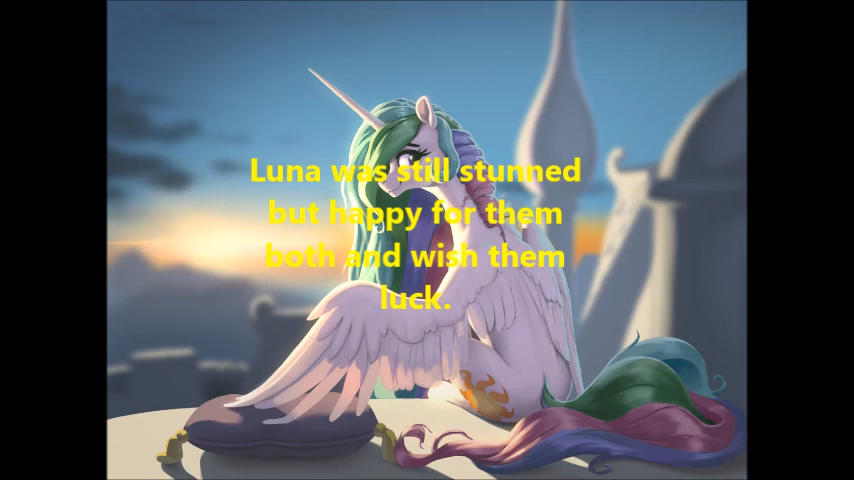 Luna was still stunned
but happy for them
both and wish them
luck.